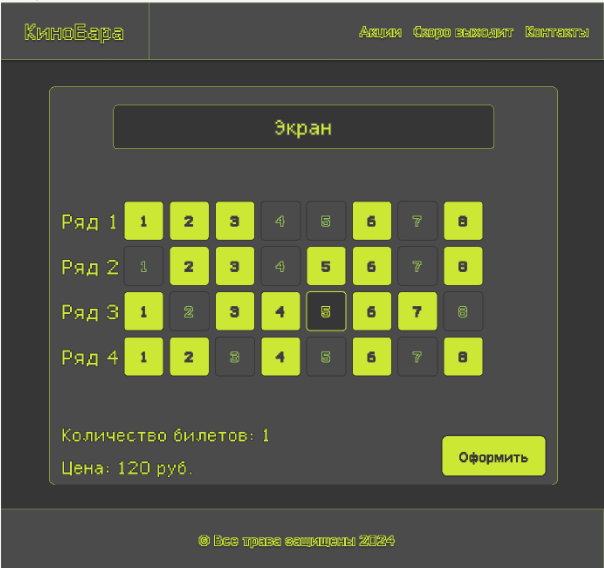 КиноБара
Акции Скоро выходит Контакты
Экран
Ряд 1 1 2 3 4 5 6 7 8
Ряд 2 1 2 3 4 5 6 7 8
Ряд 3 1 2 3 4 5 6 7 8
Ряд 4 1 2 3 4 5 6 7 8
Количество билетов: 1
Цена: 120 руб.
Оформить
© Все трава защищены 2024